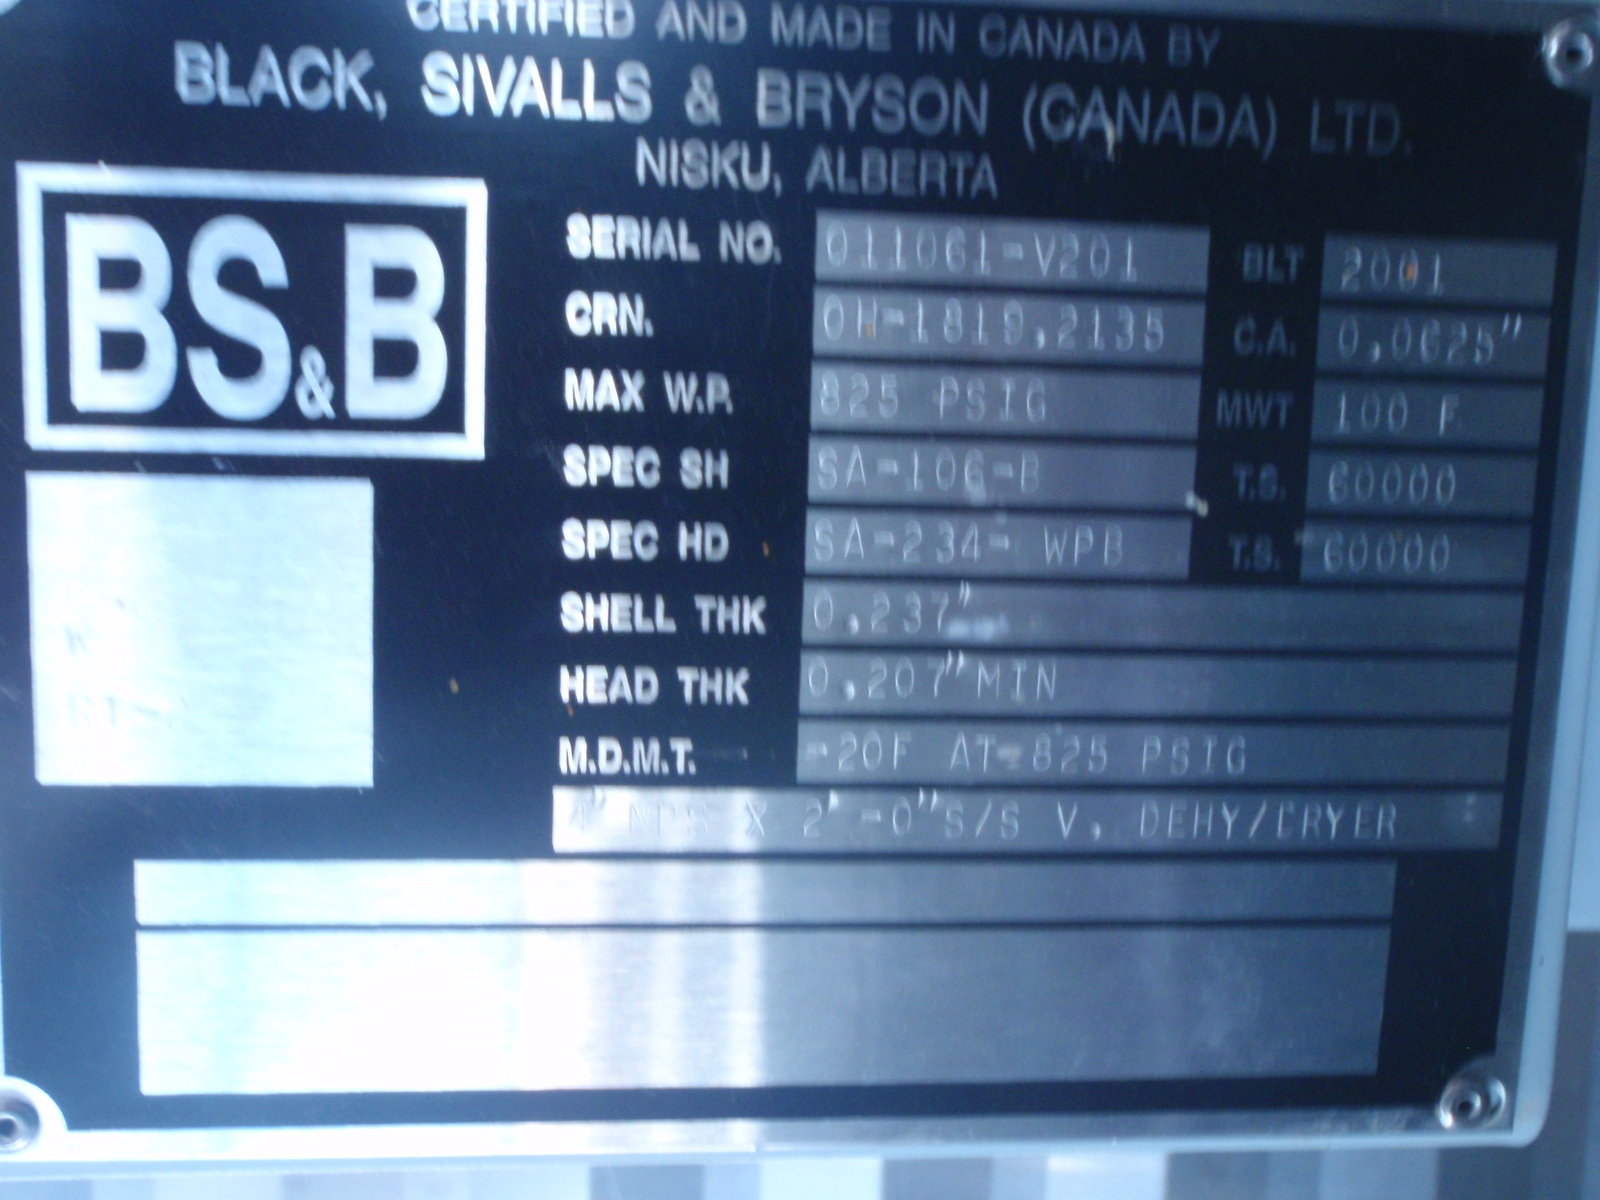 CERTIFIED AND MADE IN CANADA BY
BLACK, SIVALLS & BRYSON (CANADA) LTD.
NISKU, ALBERTA
BS&B
SERIAL NO. 011061-V201 BLT 2001
CRN. 0H-1819.2135 C.A. 0.0625"
MAX W.P. 825 PSIG MWT 100 F
SPEC SH SA-106-B T.S. 60000
SPEC HD SA-234- WPB T.S. 60000
SHELL THK 0.237"
HEAD THK 0.207"MIN
M.D.M.T. -20F AT 825 PSIG
4" NPS X 2'-0"S/S V. DEHY/DRYER
W